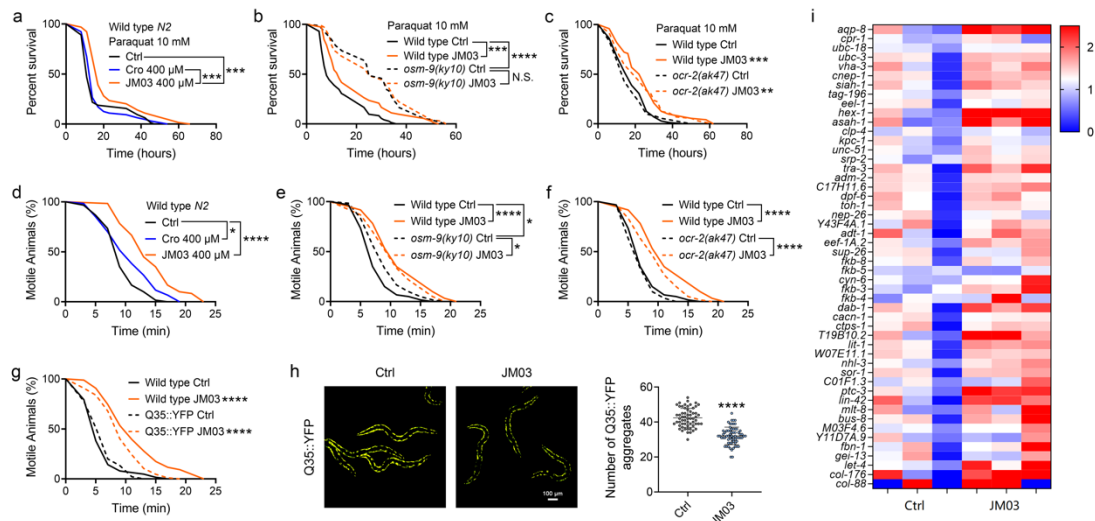 a
Wild type N2
Paraquat 10 mM
Ctrl
Cro 400 μM
JM03 400 μM
***
***
Percent survival
100
50
0
0
20
40
60
80
Time (hours)
b
Paraquat 10 mM
Wild type Ctrl
Wild type JM03
osm-9(ky10) Ctrl
osm-9(ky10) JM03
***
****
N.S.
Percent survival
100
50
0
0
20
40
60
Time (hours)
c
Paraquat 10 mM
Wild type Ctrl
Wild type JM03 ***
ocr-2(ak47) Ctrl
ocr-2(ak47) JM03 **
Percent survival
100
50
0
0
20
40
60
80
Time (hours)
d
Wild type N2
Ctrl
Cro 400 μM
JM03 400 μM
*
****
Motile Animals (%)
100
50
0
0
5
10
15
20
25
Time (min)
e
Wild type Ctrl
Wild type JM03
osm-9(ky10) Ctrl
osm-9(ky10) JM03
****
*
*
Motile Animals (%)
100
50
0
0
5
10
15
20
25
Time (min)
f
Wild type Ctrl
Wild type JM03
ocr-2(ak47) Ctrl
ocr-2(ak47) JM03
****
****
Motile Animals (%)
100
50
0
0
5
10
15
20
25
Time (min)
g
Wild type Ctrl
Wild type JM03 ****
Q35::YFP Ctrl
Q35::YFP JM03 ****
Motile Animals (%)
100
50
0
0
5
10
15
20
25
Time (min)
h
Ctrl
JM03
Q35::YFP
100 μm
Number of Q35::YFP
aggregates
60
40
20
0
****
Ctrl
JM03
i
aqp-8
cpr-1
ubc-18
ubc-3
vha-3
cnep-1
siah-1
tag-196
eel-1
hex-1
asah-1
clp-4
kpc-1
unc-51
srp-2
tra-3
adm-2
C17H11.6
dpf-6
toh-1
nep-26
Y43F4A.1
adt-1
eef-1A.2
sup-26
fkb-8
fkb-5
cyn-6
fkb-3
fkb-4
dab-1
cacn-1
ctps-1
T19B10.2
lit-1
W07E11.1
nhl-3
sor-1
C01F1.3
ptc-3
lin-42
mlt-8
bus-8
M03F4.6
Y11D7A.9
fbn-1
gei-13
let-4
col-176
col-88
Ctrl
JM03
2
1
0